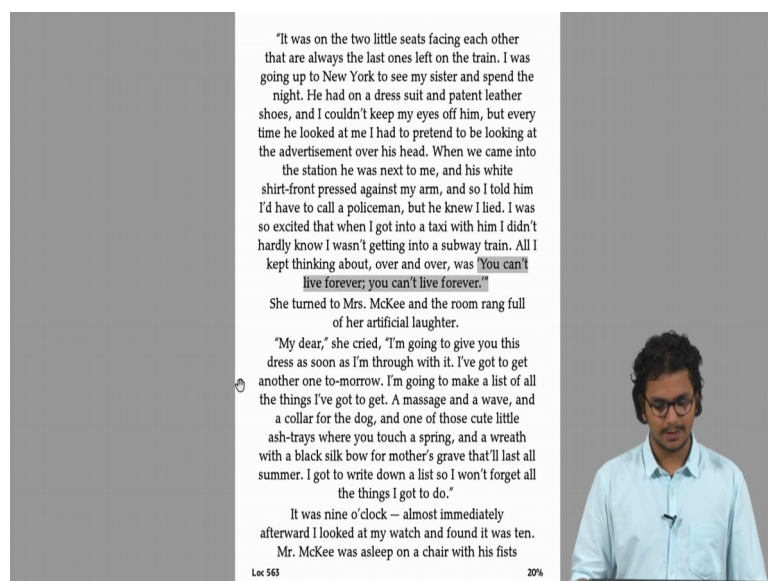 “It was on the two little seats facing each other
that are always the last ones left on the train. I was
going up to New York to see my sister and spend the
night. He had on a dress suit and patent leather
shoes, and I couldn’t keep my eyes off him, but every
time he looked at me I had to pretend to be looking at
the advertisement over his head. When we came into
the station he was next to me, and his white
shirt-front pressed against my arm, and so I told him
I’d have to call a policeman, but he knew I lied. I was
so excited that when I got into a taxi with him I didn’t
hardly know I wasn’t getting into a subway train. All I
kept thinking about, over and over, was ‘You can’t
live forever; you can’t live forever.’”
She turned to Mrs. McKee and the room rang full
of her artificial laughter.
“My dear,” she cried, “I’m going to give you this
dress as soon as I’m through with it. I’ve got to get
another one to-morrow. I’m going to make a list of all
the things I’ve got to get. A massage and a wave, and
a collar for the dog, and one of those cute little
ash-trays where you touch a spring, and a wreath
with a black silk bow for mother’s grave that’ll last all
summer. I got to write down a list so I won’t forget all
the things I got to do.”
It was nine o’clock — almost immediately
afterward I looked at my watch and found it was ten.
Mr. McKee was asleep on a chair with his fists
Loc 563 20%